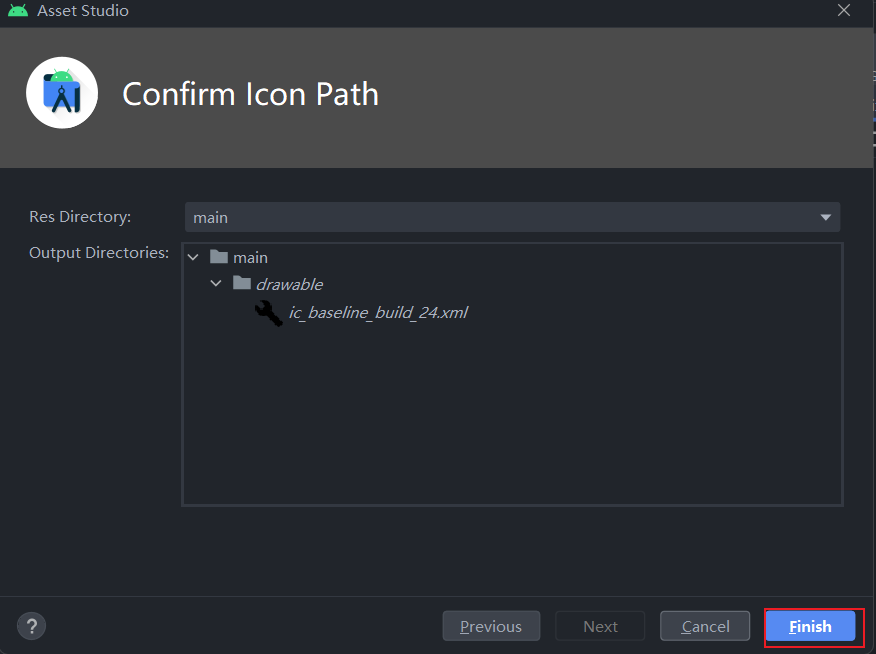 Asset Studio
Confirm Icon Path
Res Directory:
main
Output Directories:
main
drawable
ic_baseline_build_24.xml
?
Previous
Next
Cancel
Finish